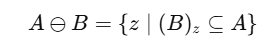 A ⊖ B = {z | (B)_z ⊆ A}